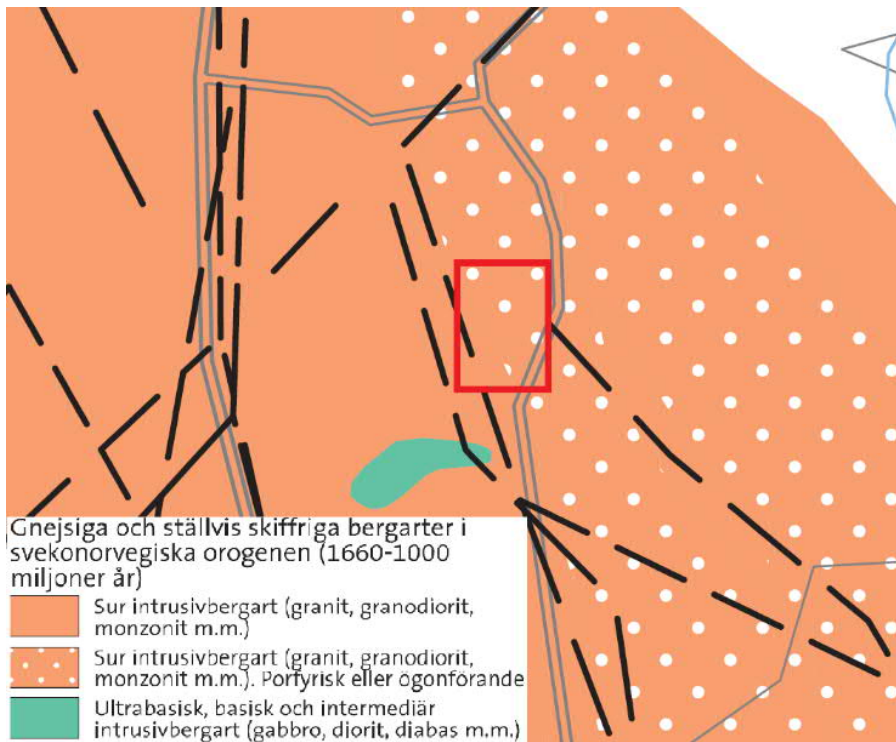 Gnejsiga och ställvis skiffriga bergarter i
svekonorvegiska orogenen (1660-1000
miljoner år)
Sur intrusivbergart (granit, granodiorit,
monzonit m.m.)
Sur intrusivbergart (granit, granodiorit,
monzonit m.m.). Porfyrisk eller ögonförande
Ultrabasisk, basisk och intermediär
intrusivbergart (gabbro, diorit, diabas m.m.)